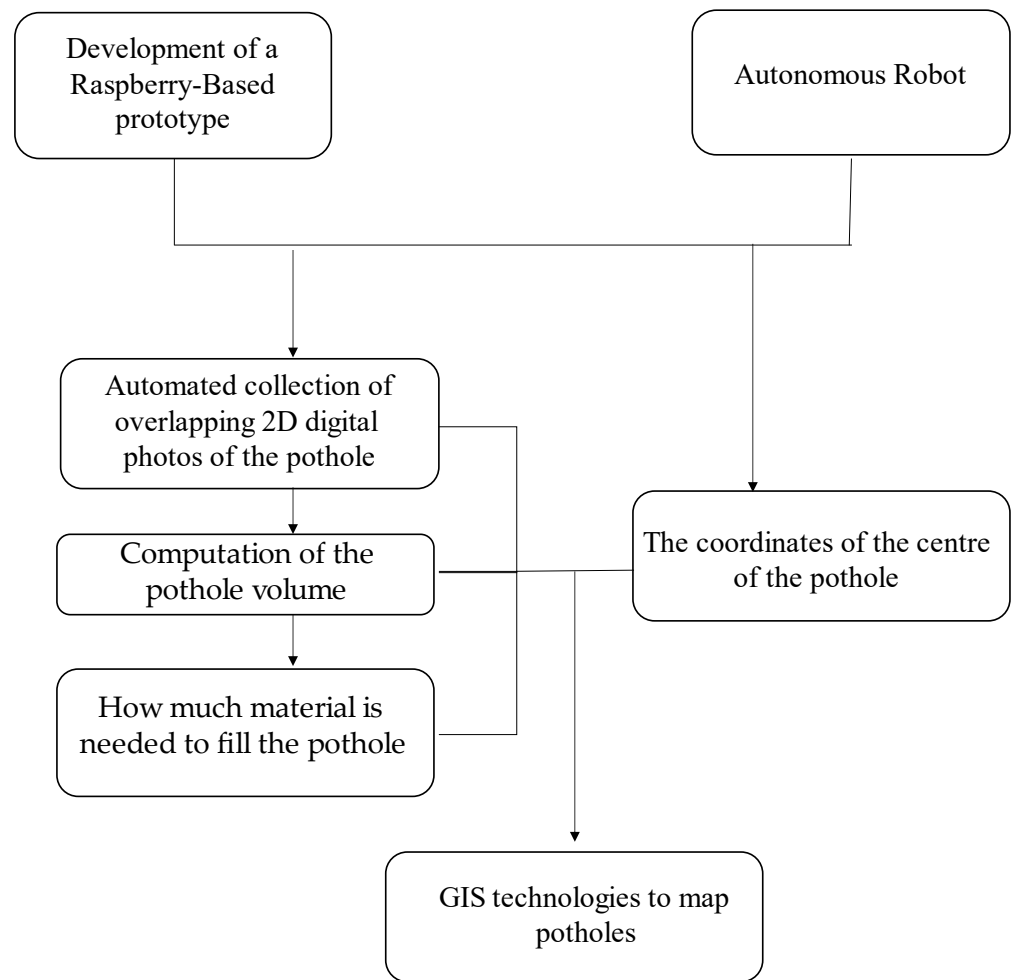 Development of a
Raspberry-Based
prototype
Autonomous Robot
Automated collection of
overlapping 2D digital
photos of the pothole
Computation of the
pothole volume
The coordinates of the centre
of the pothole
How much material is
needed to fill the pothole
GIS technologies to map
potholes